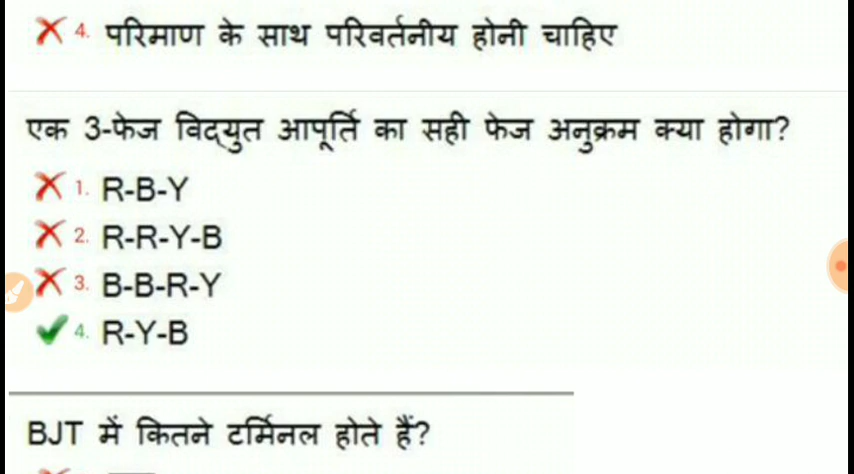 4. परिमाण के साथ परिवर्तनीय होनी चाहिए
एक 3-फेज विद्युत आपूर्ति का सही फेज अनुक्रम क्या होगा?
1. R-B-Y
2. R-R-Y-B
3. B-B-R-Y
4. R-Y-B
BJT में कितने टर्मिनल होते हैं?